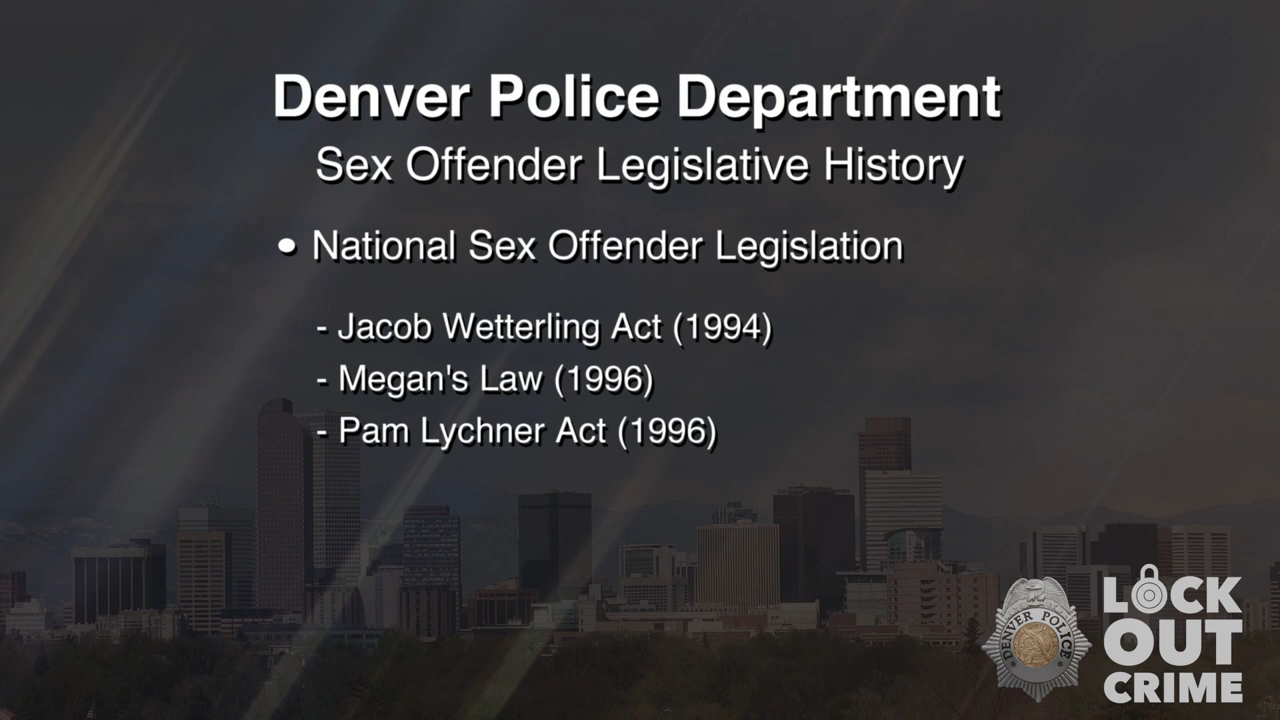 Denver Police Department
Sex Offender Legislative History
• National Sex Offender Legislation
- Jacob Wetterling Act (1994)
- Megan's Law (1996)
- Pam Lychner Act (1996)
DENVER POLICE
LOCK
OUT
CRIME